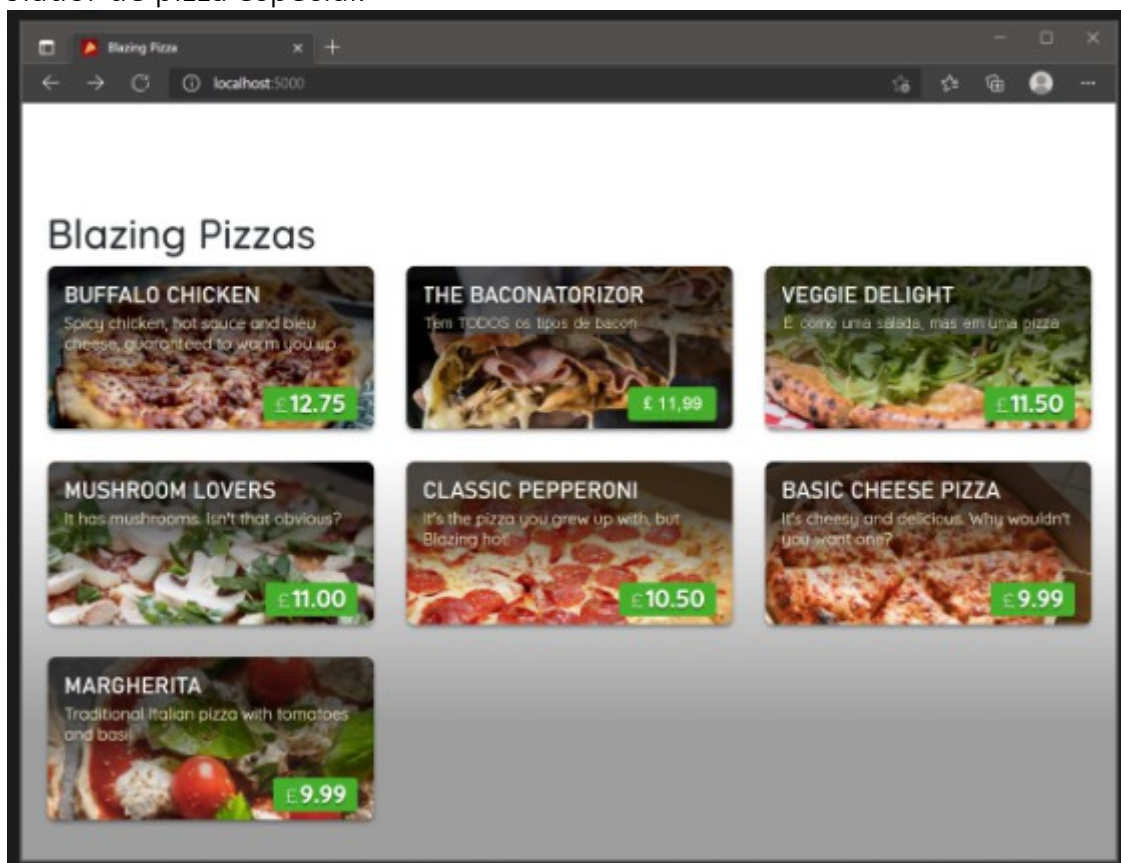 Blazing Pizza
localhost:5000
Blazing Pizzas
BUFFALO CHICKEN
Spicy chicken, hot sauce and bleu
cheese, guaranteed to warm you up
£12.75
THE BACONATORIZOR
Tem TODOS os tipos de bacon
£ 11,99
VEGGIE DELIGHT
É como uma salada, mas em uma pizza
£11.50
MUSHROOM LOVERS
It has mushrooms. Isn't that obvious?
£11.00
CLASSIC PEPPERONI
It's the pizza you grew up with, but
Blazing hot!
£10.50
BASIC CHEESE PIZZA
It's cheesy and delicious. Why wouldn't
you want one?
£9.99
MARGHERITA
Traditional Italian pizza with tomatoes
and basil
£9.99